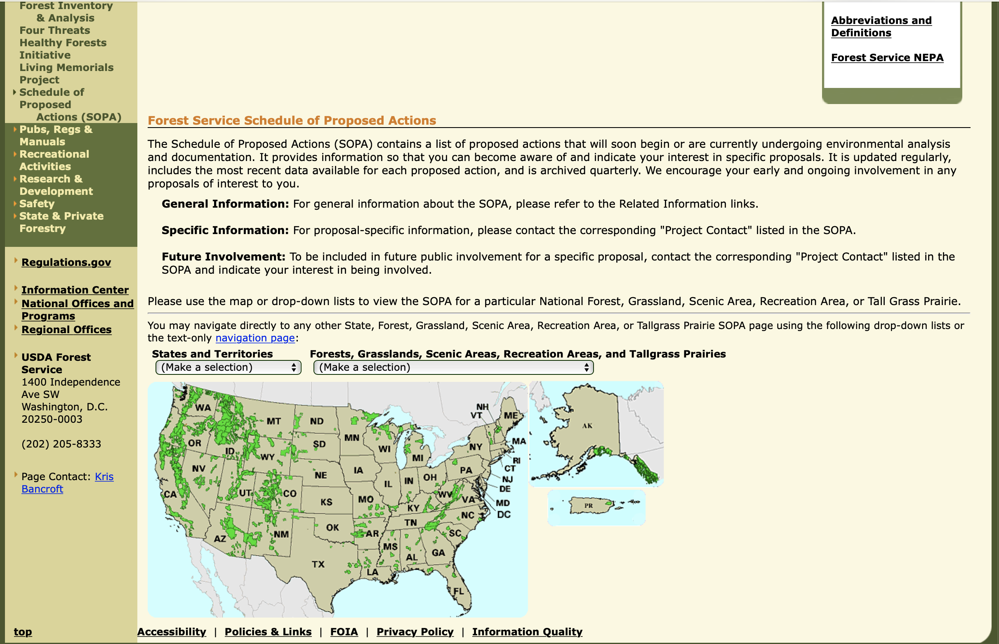 Forest Inventory
& Analysis
Four Threats
Healthy Forests
Initiative
Living Memorials
Project
Schedule of
Proposed
Actions (SOPA)
Pubs, Regs &
Manuals
Recreational
Activities
Research &
Development
Safety
State & Private
Forestry
Regulations.gov
Information Center
National Offices and
Programs
Regional Offices
USDA Forest
Service
1400 Independence
Ave SW
Washington, D.C.
20250-0003
(202) 205-8333
Page Contact: Kris
Bancroft
top
Abbreviations and
Definitions
Forest Service NEPA
Forest Service Schedule of Proposed Actions
The Schedule of Proposed Actions (SOPA) contains a list of proposed actions that will soon begin or are currently undergoing environmental analysis
and documentation. It provides information so that you can become aware of and indicate your interest in specific proposals. It is updated regularly,
includes the most recent data available for each proposed action, and is archived quarterly. We encourage your early and ongoing involvement in any
proposals of interest to you.
General Information: For general information about the SOPA, please refer to the Related Information links.
Specific Information: For proposal-specific information, please contact the corresponding "Project Contact" listed in the SOPA.
Future Involvement: To be included in future public involvement for a specific proposal, contact the corresponding "Project Contact" listed in the
SOPA and indicate your interest in being involved.
Please use the map or drop-down lists to view the SOPA for a particular National Forest, Grassland, Scenic Area, Recreation Area, or Tall Grass Prairie.
You may navigate directly to any other State, Forest, Grassland, Scenic Area, Recreation Area, or Tallgrass Prairie SOPA page using the following drop-down lists or
the text-only navigation page:
States and Territories
Forests, Grasslands, Scenic Areas, Recreation Areas, and Tallgrass Prairies
(Make a selection)
(Make a selection)
WA
MT
ND
MN
NH
VT
ME
OR
ID
SD
WI
MI
NY
MA
WY
RI
NV
IA
CT
NE
PA
NJ
IL
IN
OH
DE
CA
UT
CO
KS
MO
WV
VA
MD
KY
DC
NC
TN
OK
AR
AZ
NM
SC
MS
AL
GA
TX
LA
FL
AK
PR
Accessibility | Policies & Links | FOIA | Privacy Policy | Information Quality